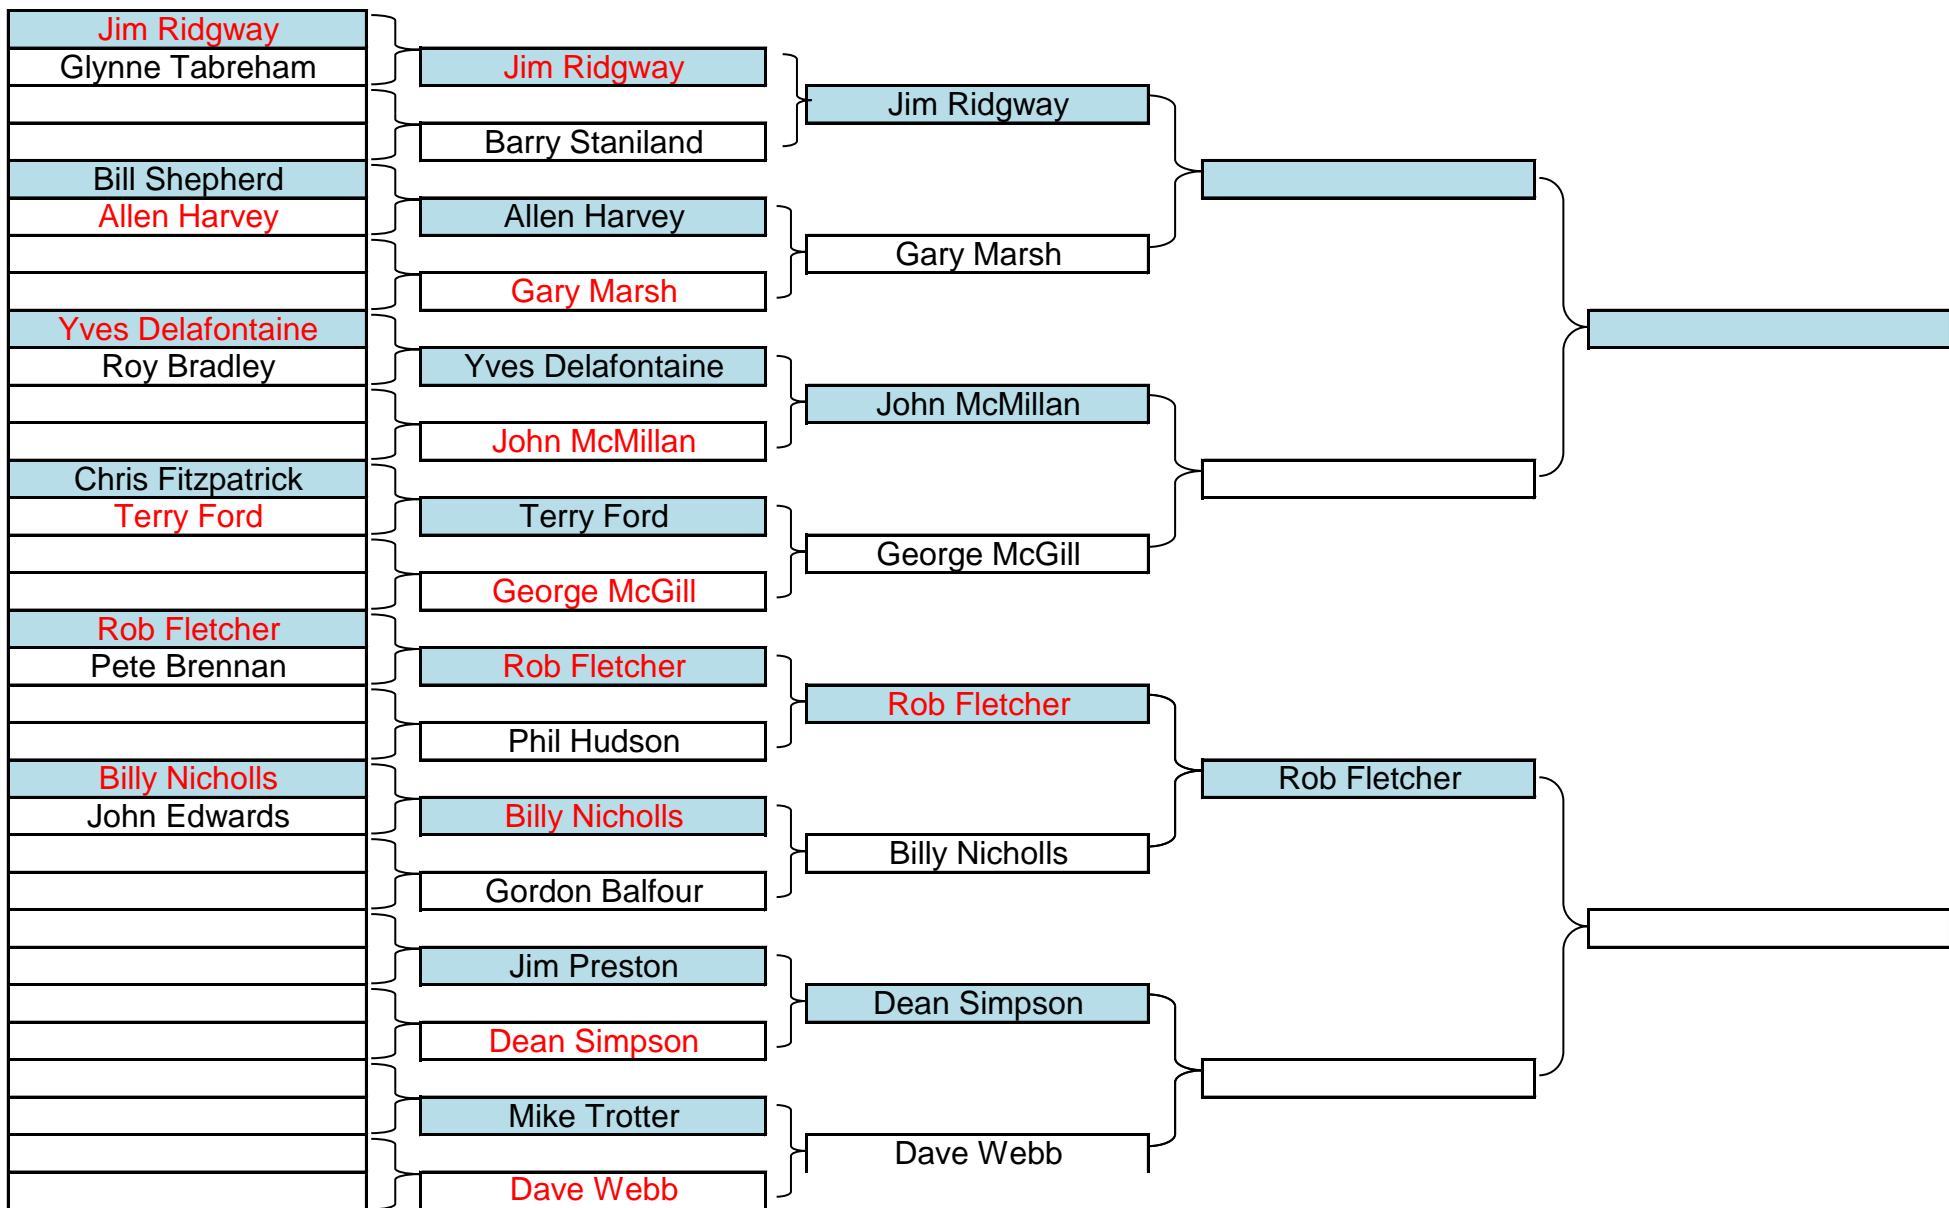 Jim Ridgway
Glynne Tabreham
Bill Shepherd
Allen Harvey
Yves Delafontaine
Roy Bradley
Chris Fitzpatrick
Terry Ford
Rob Fletcher
Pete Brennan
Billy Nicholls
John Edwards
Jim Ridgway
Barry Staniland
Allen Harvey
Gary Marsh
Yves Delafontaine
John McMillan
Terry Ford
George McGill
Rob Fletcher
Phil Hudson
Billy Nicholls
Gordon Balfour
Jim Preston
Dean Simpson
Mike Trotter
Dave Webb
Jim Ridgway
Gary Marsh
John McMillan
George McGill
Rob Fletcher
Billy Nicholls
Dean Simpson
Dave Webb
Rob Fletcher